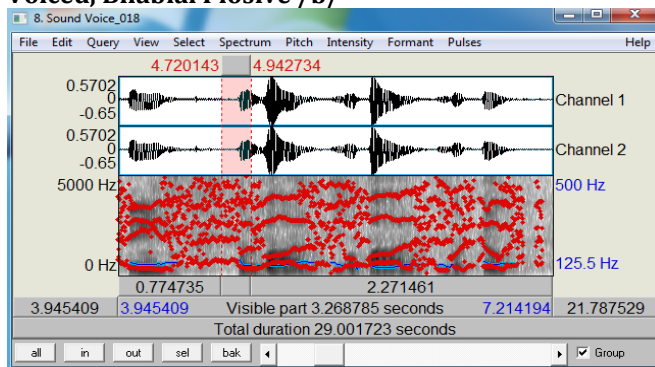 Voiced, Bilabial Plosive /b/
8. Sound Voice_018
File Edit Query View Select Spectrum Pitch Intensity Formant Pulses Help
4.720143 4.942734
0.5702
0
-0.65
Channel 1
0.5702
0
-0.65
Channel 2
5000 Hz 500 Hz
0 Hz 125.5 Hz
0.774735 2.271461
3.945409 3.945409 Visible part 3.268785 seconds 7.214194 21.787529
Total duration 29.001723 seconds
all in out sel bak Group